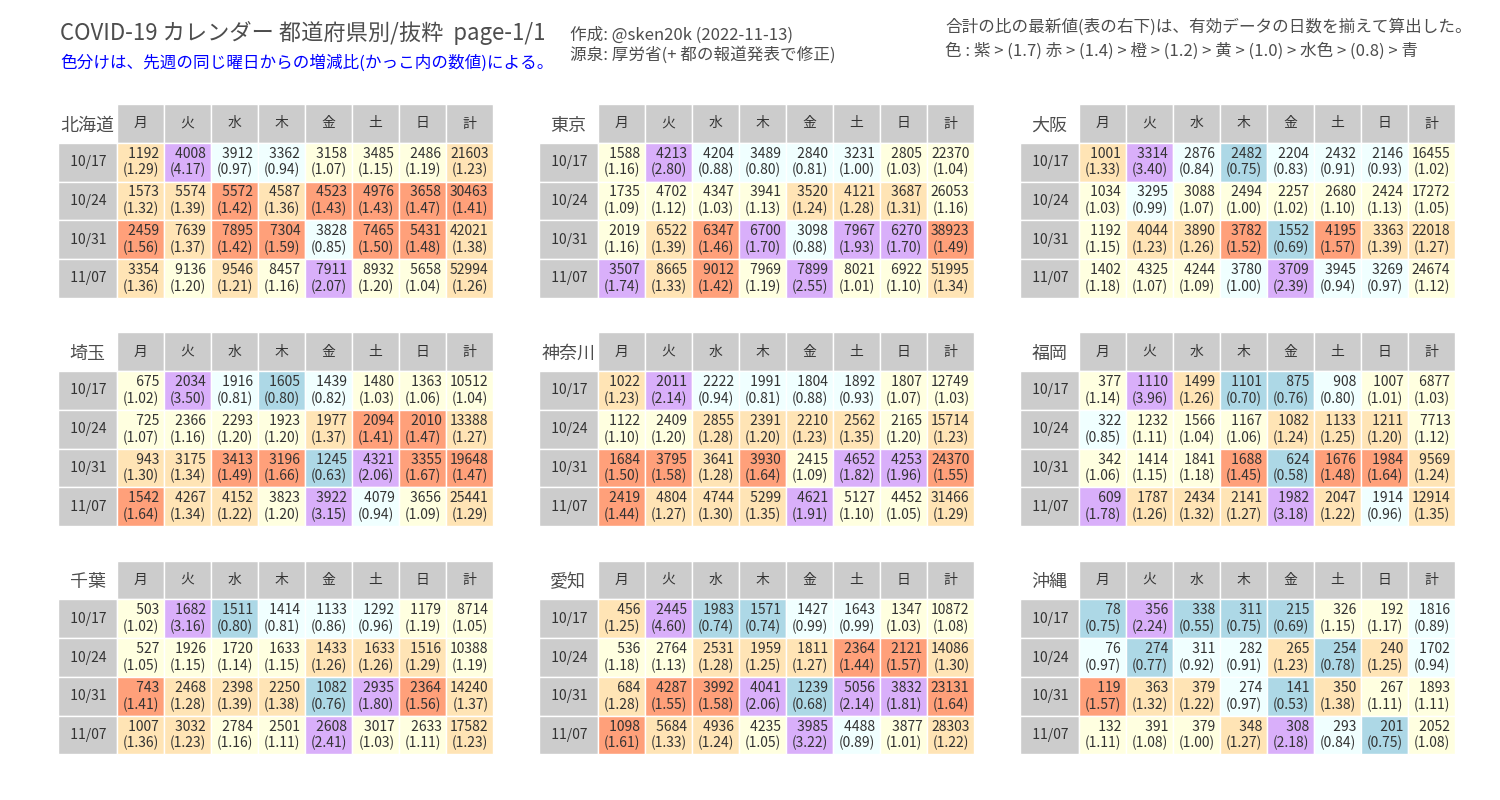 COVID-19 カレンダー 都道府県別/抜粋 page-1/1
色分けは、先週の同じ曜日からの増減比(かっこ内の数値)による。
作成: @sken20k (2022-11-13)
源泉: 厚労省(+ 都の報道発表で修正)
合計の比の最新値(表の右下)は、有効データの日数を揃えて算出した。
色 : 紫 > (1.7) 赤 > (1.4) > 橙 > (1.2) > 黄 > (1.0) > 水色 > (0.8) > 青
北海道 月 火 水 木 金 土 日 計
10/17 1192 4008 3912 3362 3158 3485 2486 21603
(1.29) (4.17) (0.97) (0.94) (1.07) (1.15) (1.19) (1.23)
10/24 1573 5574 5572 4587 4523 4976 3658 30463
(1.32) (1.39) (1.42) (1.36) (1.43) (1.43) (1.47) (1.41)
10/31 2459 7639 7895 7304 3828 7465 5431 42021
(1.56) (1.37) (1.42) (1.59) (0.85) (1.50) (1.48) (1.38)
11/07 3354 9136 9546 8457 7911 8932 5658 52994
(1.36) (1.20) (1.21) (1.16) (2.07) (1.20) (1.04) (1.26)
東京 月 火 水 木 金 土 日 計
10/17 1588 4213 4204 3489 2840 3231 2805 22370
(1.16) (2.80) (0.88) (0.80) (0.81) (1.00) (1.03) (1.04)
10/24 1735 4702 4347 3941 3520 4121 3687 26053
(1.09) (1.12) (1.03) (1.13) (1.24) (1.28) (1.31) (1.16)
10/31 2019 6522 6347 6700 3098 7967 6270 38923
(1.16) (1.39) (1.46) (1.70) (0.88) (1.93) (1.70) (1.49)
11/07 3507 8665 9012 7969 7899 8021 6922 51995
(1.74) (1.33) (1.42) (1.19) (2.55) (1.01) (1.10) (1.34)
大阪 月 火 水 木 金 土 日 計
10/17 1001 3314 2876 2482 2204 2432 2146 16455
(1.33) (3.40) (0.84) (0.75) (0.83) (0.91) (0.93) (1.02)
10/24 1034 3295 3088 2494 2257 2680 2424 17272
(1.03) (0.99) (1.07) (1.00) (1.02) (1.10) (1.13) (1.05)
10/31 1192 4044 3890 3782 1552 4195 3363 22018
(1.15) (1.23) (1.26) (1.52) (0.69) (1.57) (1.39) (1.27)
11/07 1402 4325 4244 3780 3709 3945 3269 24674
(1.18) (1.07) (1.09) (1.00) (2.39) (0.94) (0.97) (1.12)
埼玉 月 火 水 木 金 土 日 計
10/17 675 2034 1916 1605 1439 1480 1363 10512
(1.02) (3.50) (0.81) (0.80) (0.82) (1.03) (1.06) (1.04)
10/24 725 2366 2293 1923 1977 2094 2010 13388
(1.07) (1.16) (1.20) (1.20) (1.37) (1.41) (1.47) (1.27)
10/31 943 3175 3413 3196 1245 4321 3355 19648
(1.30) (1.34) (1.49) (1.66) (0.63) (2.06) (1.67) (1.47)
11/07 1542 4267 4152 3823 3922 4079 3656 25441
(1.64) (1.34) (1.22) (1.20) (3.15) (0.94) (1.09) (1.29)
神奈川 月 火 水 木 金 土 日 計
10/17 1022 2011 2222 1991 1804 1892 1807 12749
(1.23) (2.14) (0.94) (0.81) (0.88) (0.93) (1.07) (1.03)
10/24 1122 2409 2855 2391 2210 2562 2165 15714
(1.10) (1.20) (1.28) (1.20) (1.23) (1.35) (1.20) (1.23)
10/31 1684 3795 3641 3930 2415 4652 4253 24370
(1.50) (1.58) (1.28) (1.64) (1.09) (1.82) (1.96) (1.55)
11/07 2419 4804 4744 5299 4621 5127 4452 31466
(1.44) (1.27) (1.30) (1.35) (1.91) (1.10) (1.05) (1.29)
福岡 月 火 水 木 金 土 日 計
10/17 377 1110 1499 1101 875 908 1007 6877
(1.14) (3.96) (1.26) (0.70) (0.76) (0.80) (1.01) (1.03)
10/24 322 1232 1566 1167 1082 1133 1211 7713
(0.85) (1.11) (1.04) (1.06) (1.24) (1.25) (1.20) (1.12)
10/31 342 1414 1841 1688 624 1676 1984 9569
(1.06) (1.15) (1.18) (1.45) (0.58) (1.48) (1.64) (1.24)
11/07 609 1787 2434 2141 1982 2047 1914 12914
(1.78) (1.26) (1.32) (1.27) (3.18) (1.22) (0.96) (1.35)
千葉 月 火 水 木 金 土 日 計
10/17 503 1682 1511 1414 1133 1292 1179 8714
(1.02) (3.16) (0.80) (0.81) (0.86) (0.96) (1.19) (1.05)
10/24 527 1926 1720 1633 1433 1633 1516 10388
(1.05) (1.15) (1.14) (1.15) (1.26) (1.26) (1.29) (1.19)
10/31 743 2468 2398 2250 1082 2935 2364 14240
(1.41) (1.28) (1.39) (1.38) (0.76) (1.80) (1.56) (1.37)
11/07 1007 3032 2784 2501 2608 3017 2633 17582
(1.36) (1.23) (1.16) (1.11) (2.41) (1.03) (1.11) (1.23)
愛知 月 火 水 木 金 土 日 計
10/17 456 2445 1983 1571 1427 1643 1347 10872
(1.25) (4.60) (0.74) (0.74) (0.99) (0.99) (1.03) (1.08)
10/24 536 2764 2531 1959 1811 2364 2121 14086
(1.18) (1.13) (1.28) (1.25) (1.27) (1.44) (1.57) (1.30)
10/31 684 4287 3992 4041 1239 5056 3832 23131
(1.28) (1.55) (1.58) (2.06) (0.68) (2.14) (1.81) (1.64)
11/07 1098 5684 4936 4235 3985 4488 3877 28303
(1.61) (1.33) (1.24) (1.05) (3.22) (0.89) (1.01) (1.22)
沖縄 月 火 水 木 金 土 日 計
10/17 78 356 338 311 215 326 192 1816
(0.75) (2.24) (0.55) (0.75) (0.69) (1.15) (1.17) (0.89)
10/24 76 274 311 282 265 254 240 1702
(0.97) (0.77) (0.92) (0.91) (1.23) (0.78) (1.25) (0.94)
10/31 119 363 379 274 141 350 267 1893
(1.57) (1.32) (1.22) (0.97) (0.53) (1.38) (1.11) (1.11)
11/07 132 391 379 348 308 293 201 2052
(1.11) (1.08) (1.00) (1.27) (2.18) (0.84) (0.75) (1.08)